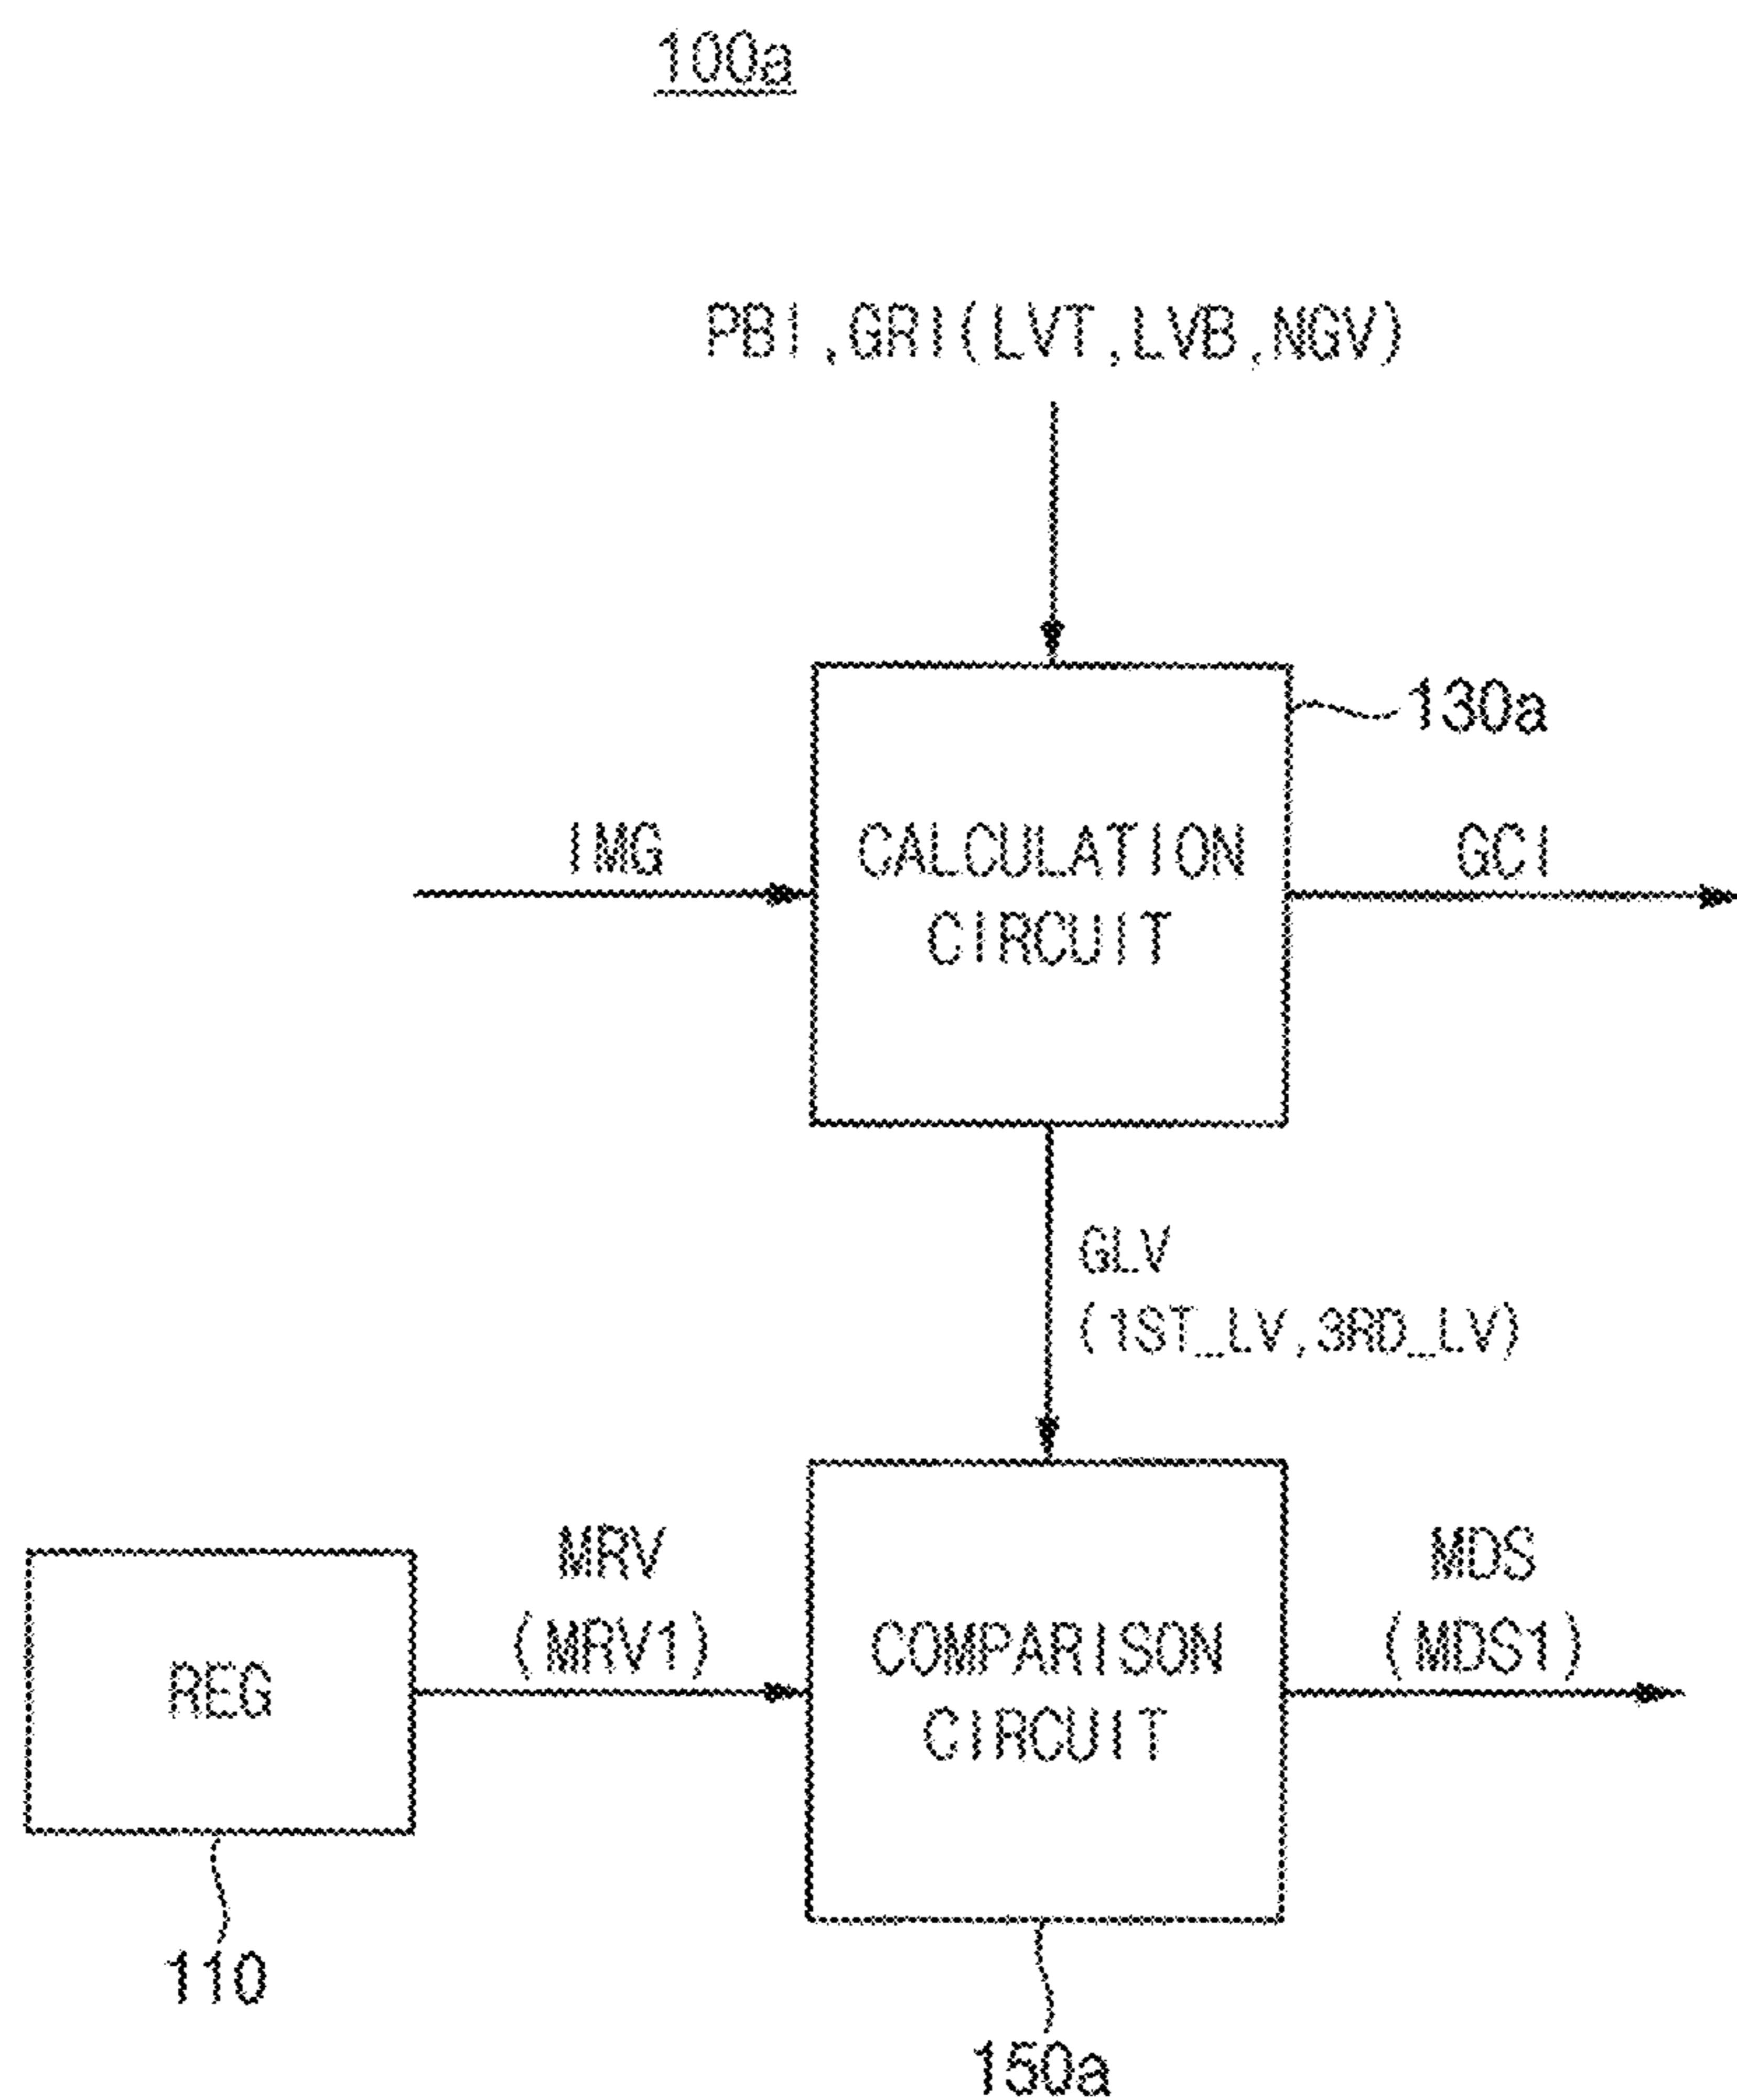 100a
PBI,GRI(LVT,LVB,NGV)
130a
IMG
CALCULATION
CIRCUIT
GCI
GLV
(1ST_LV,3RD_LV)
MRV
(MRV1)
MDS
(MDS1)
REG
COMPARISON
CIRCUIT
110
150a